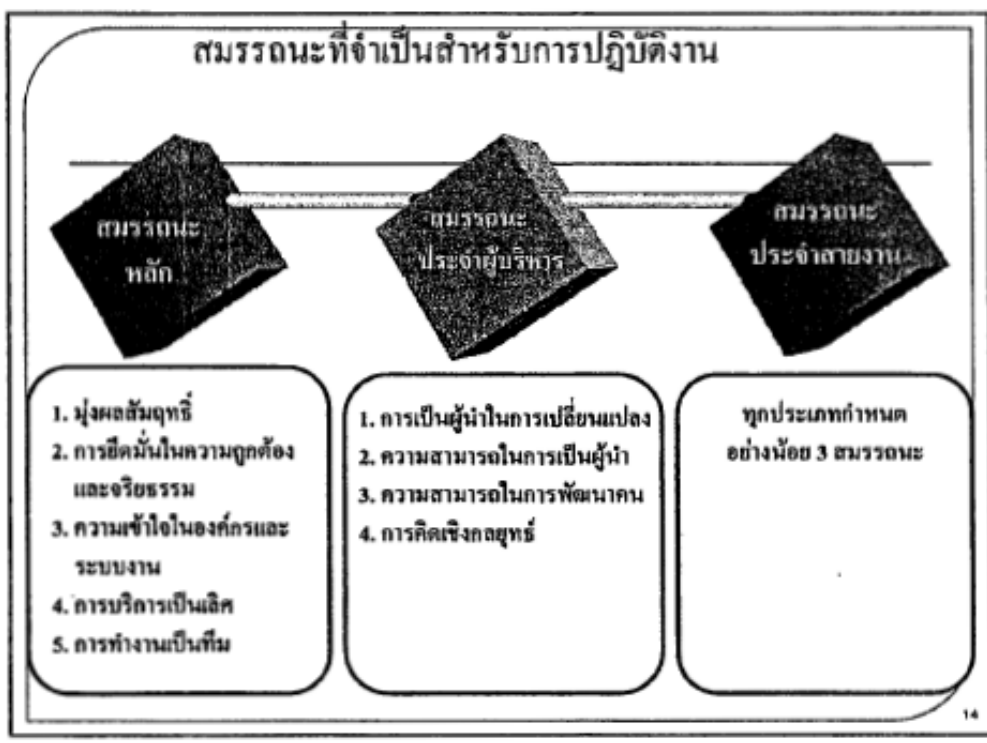 สมรรถนะที่จำเป็นสำหรับการปฏิบัติงาน
สมรรถนะ
หลัก
สมรรถนะ
ประจำผู้บริหาร
สมรรถนะ
ประจำสายงาน
1. มุ่งผลสัมฤทธิ์
2. การยึดมั่นในความถูกต้อง
และจริยธรรม
3. ความเข้าใจในองค์กรและ
ระบบงาน
4. การบริการเป็นเลิศ
5. การทำงานเป็นทีม
1. การเป็นผู้นำในการเปลี่ยนแปลง
2. ความสามารถในการเป็นผู้นำ
3. ความสามารถในการพัฒนาคน
4. การคิดเชิงกลยุทธ์
ทุกประเภทกำหนด
อย่างน้อย 3 สมรรถนะ
14